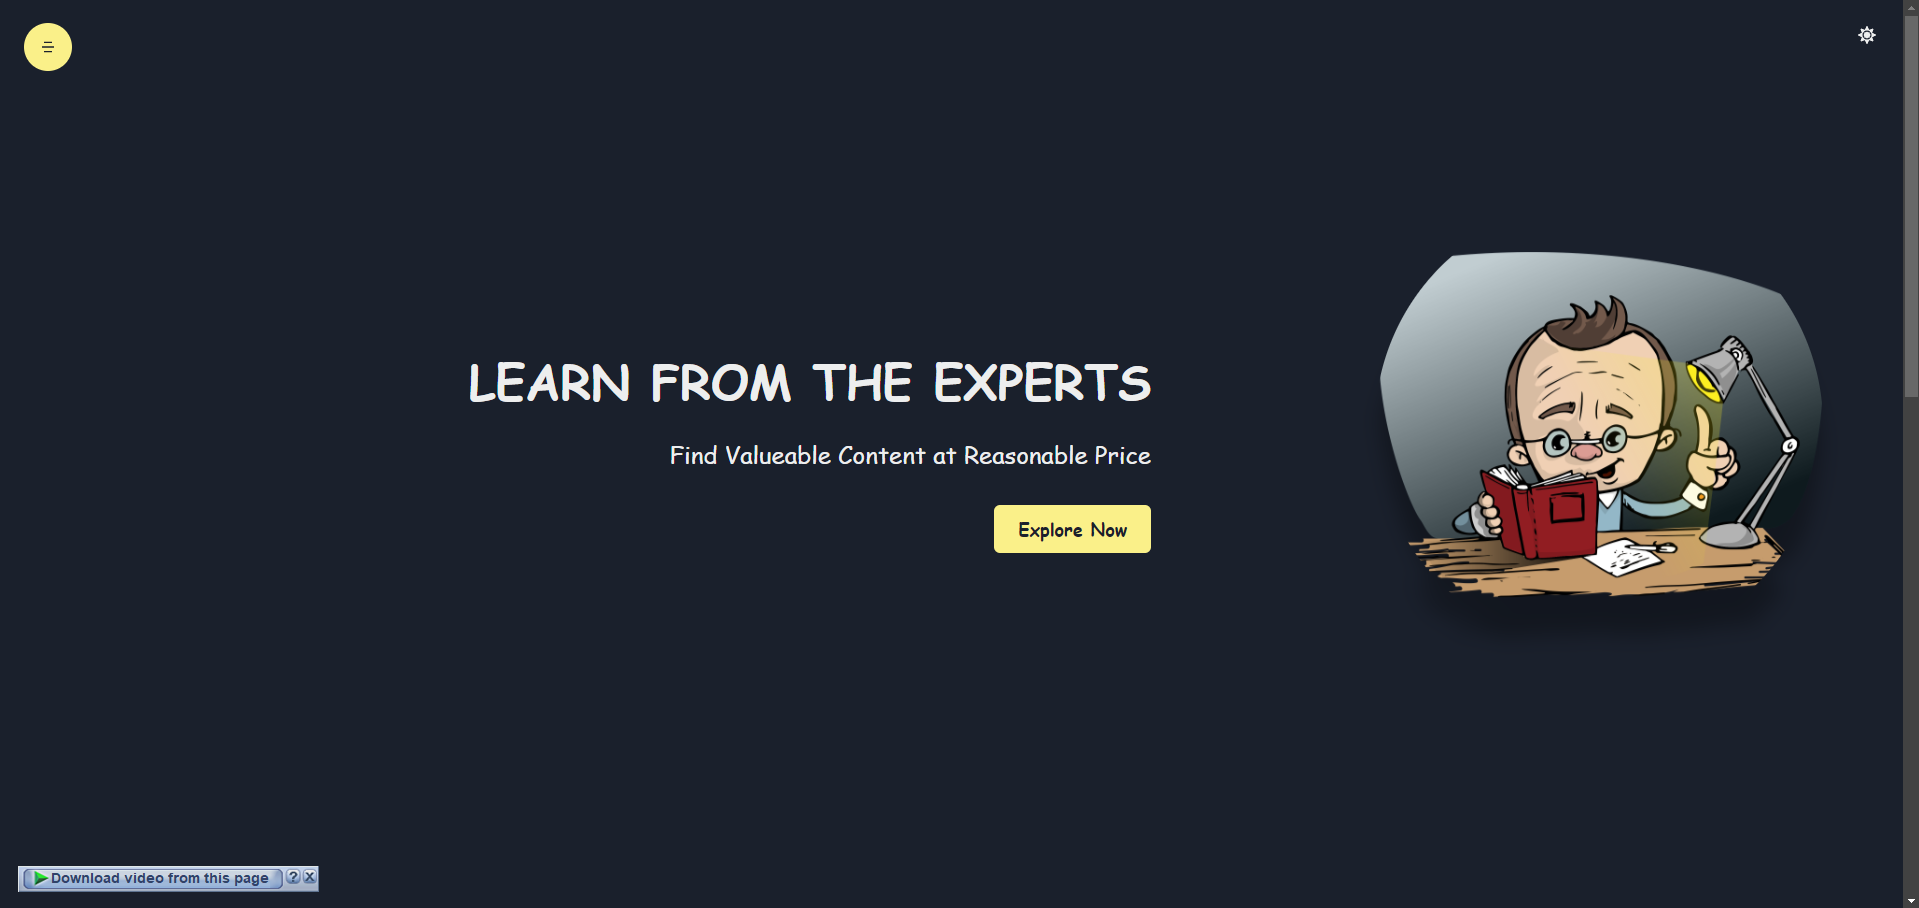 LEARN FROM THE EXPERTS
Find Valueable Content at Reasonable Price
Explore Now
Download video from this page ? X